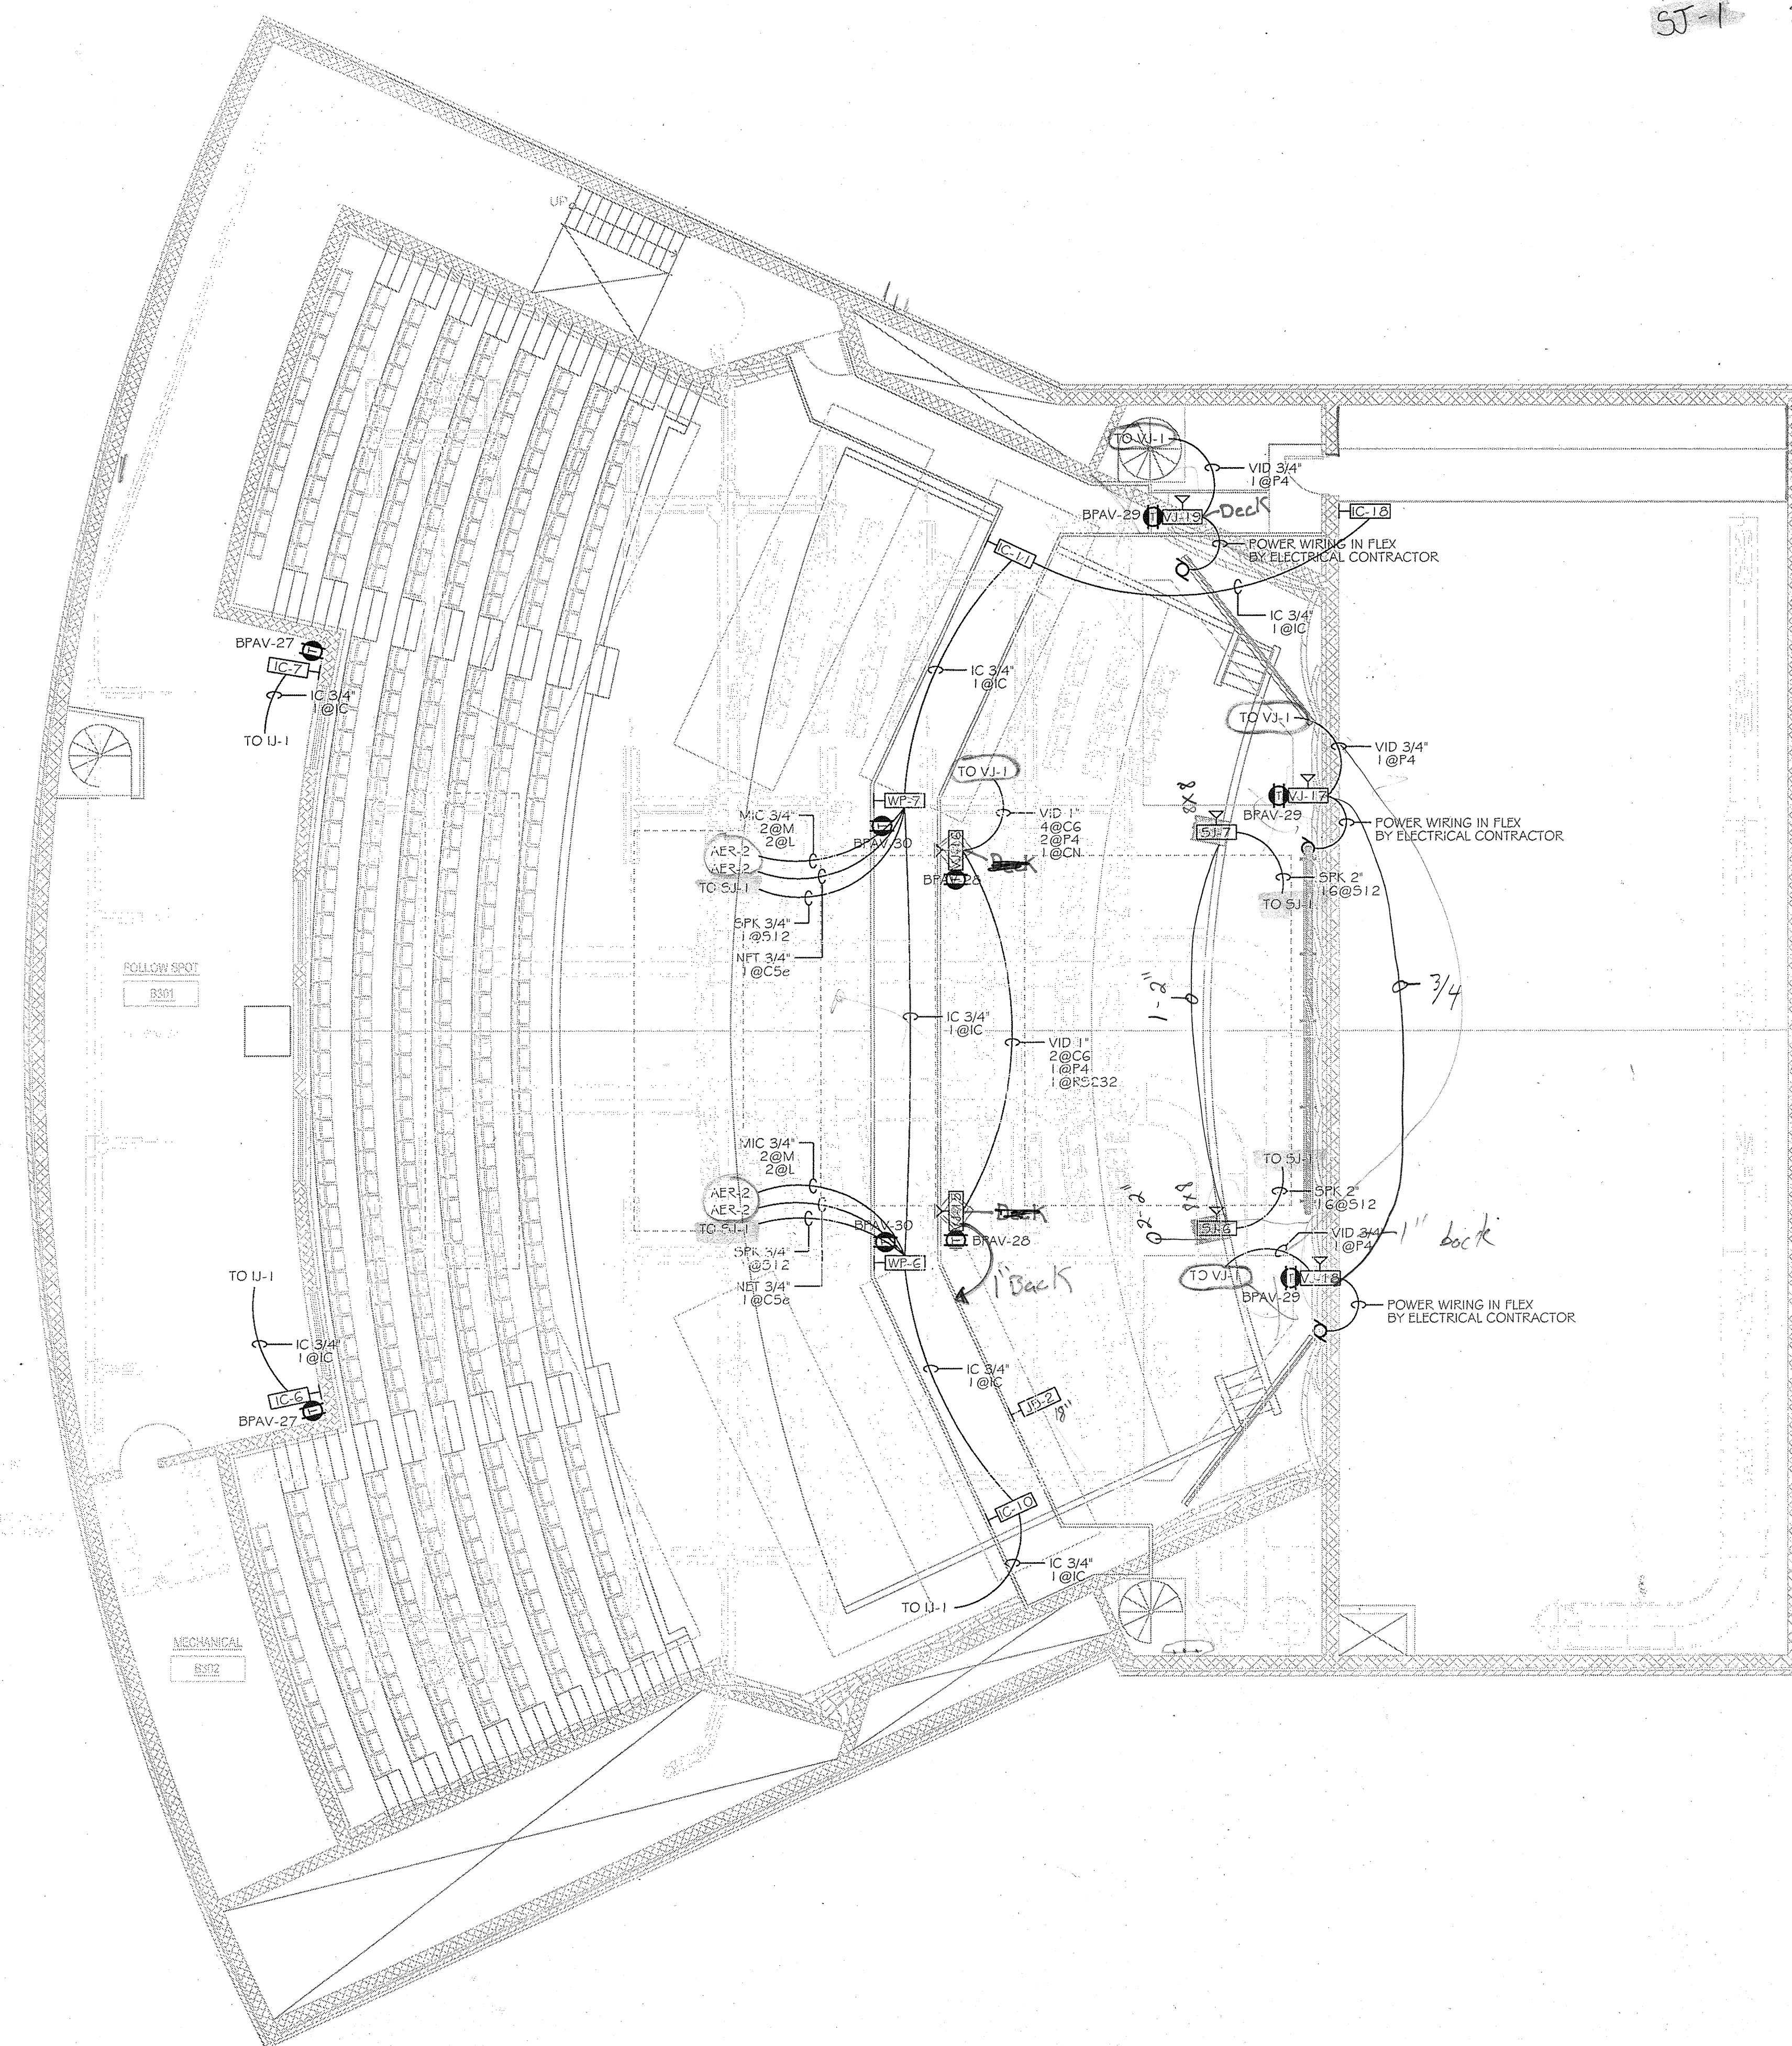 SJ-1
UP
TO VJ-1
VID 3/4"
1@P4
BPAV-29
VJ-19
Deck
IC-18
POWER WIRING IN FLEX
BY ELECTRICAL CONTRACTOR
IC-11
IC 3/4"
1@IC
BPAV-27
IC-7
IC 3/4"
1@IC
TO IJ-1
IC 3/4"
1@IC
TO VJ-1
VID 3/4"
1@P4
TO VJ-1
WP-7
8x8
VJ-17
BPAV-29
MIC 3/4"
2@M
2@L
VID 1"
4@C6
2@P4
1@CN
SJ-7
POWER WIRING IN FLEX
BY ELECTRICAL CONTRACTOR
BPAV-30
AER-2
AER-2
TO SJ-1
Deck
BPAV-28
SPK 2"
16@S12
TO SJ-1
SPK 3/4"
1@S12
NET 3/4"
1@C5e
FOLLOW SPOT
B301
1-2"
3/4
IC 3/4"
1@IC
VID 1"
2@C6
1@P4
1@RS232
MIC 3/4"
2@M
2@L
TO SJ-1
AER-2
AER-2
TO SJ-1
Deck
2-2"
8x8
SPK 2"
16@S12
SJ-6
BPAV-30
BPAV-28
VID 3/4"
1@P4
1" back
SPK 3/4"
1@S12
WP-6
TO IJ-1
TO VJ-1
VJ-18
BPAV-29
NET 3/4"
1@C5e
1" Back
POWER WIRING IN FLEX
BY ELECTRICAL CONTRACTOR
IC 3/4"
1@IC
IC 3/4"
1@IC
IC-6
BPAV-27
JB-2
18"
IC-10
IC 3/4"
1@IC
TO IJ-1
MECHANICAL
B302